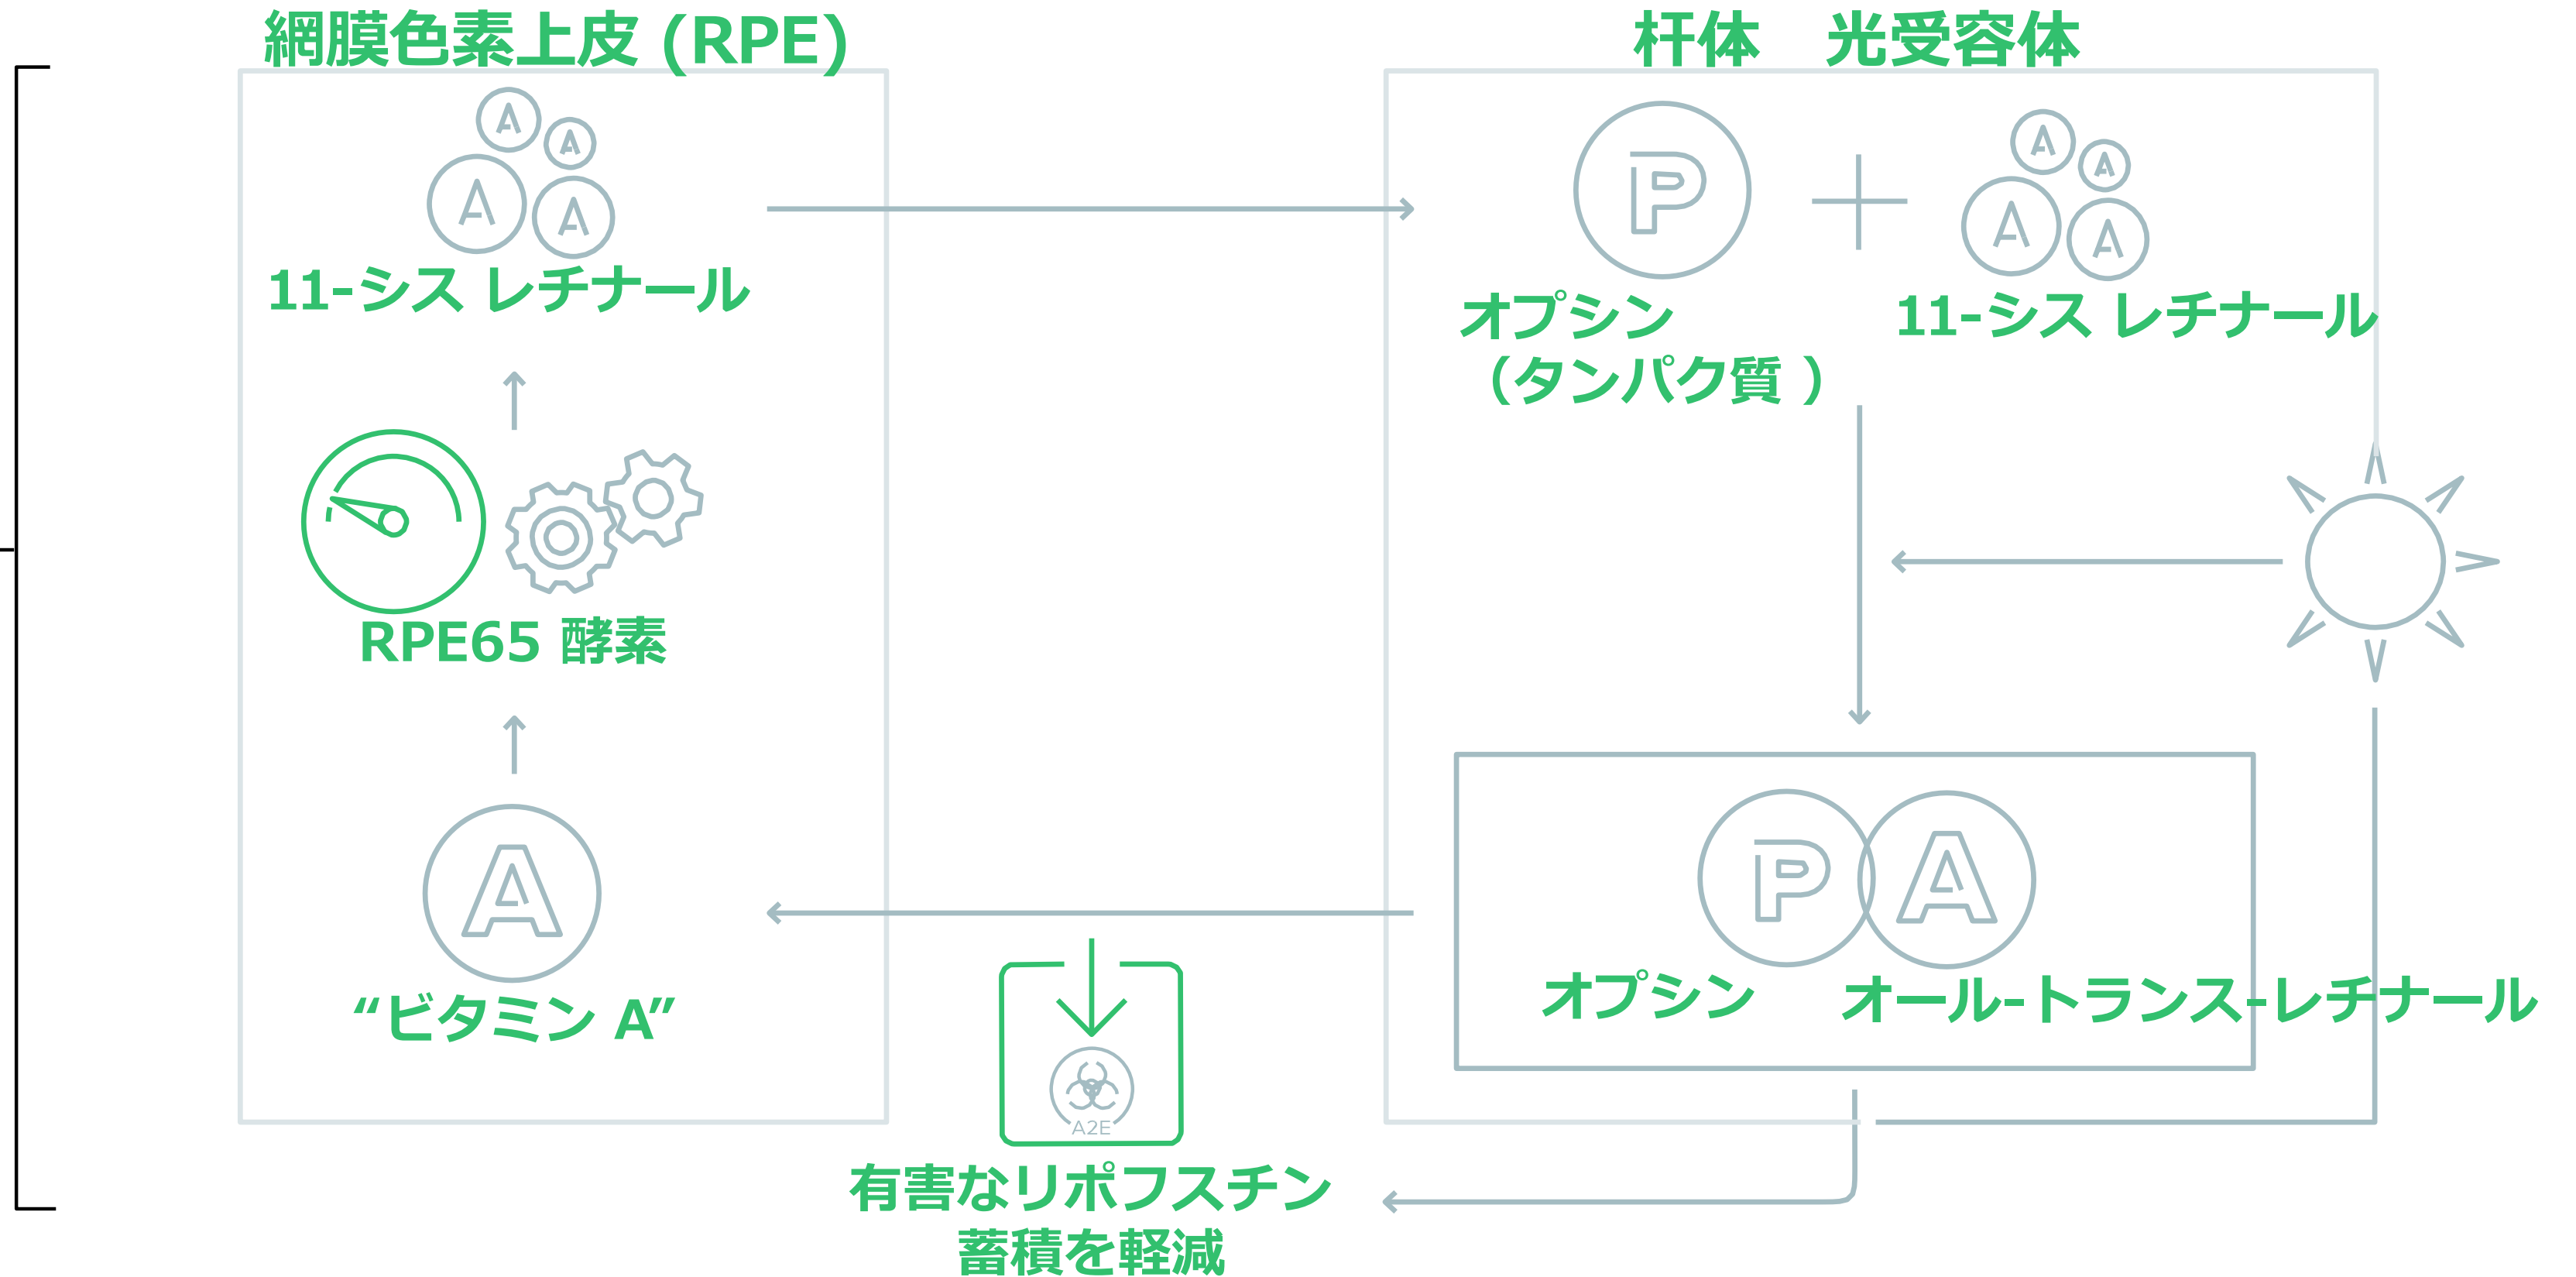 網膜色素上皮 (RPE)
杆体 光受容体
A
A
A
A
11-シス レチナール
P
A
A
A
A
オプシン
（タンパク質 ）
11-シス レチナール
RPE65 酵素
A
“ビタミン A”
P
A
オプシン
オール-トランス-レチナール
A2E
有害なリポフスチン
蓄積を軽減